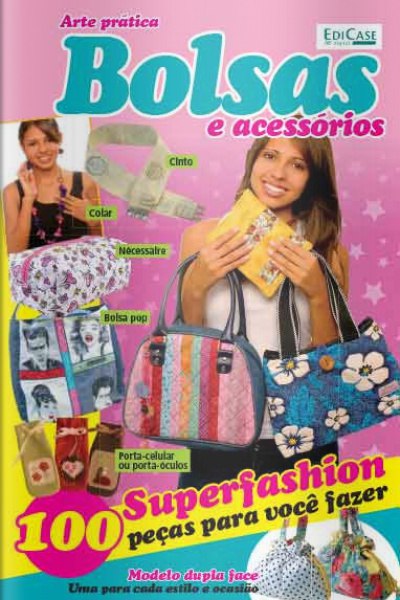 Arte prática
EDICASE
Bolsas
e acessórios
Cinto
Colar
Nécessaire
Bolsa pop
Porta-celular
ou porta-óculos
Superfashion
100 peças para você fazer
Modelo dupla face
Uma para cada estilo e ocasião